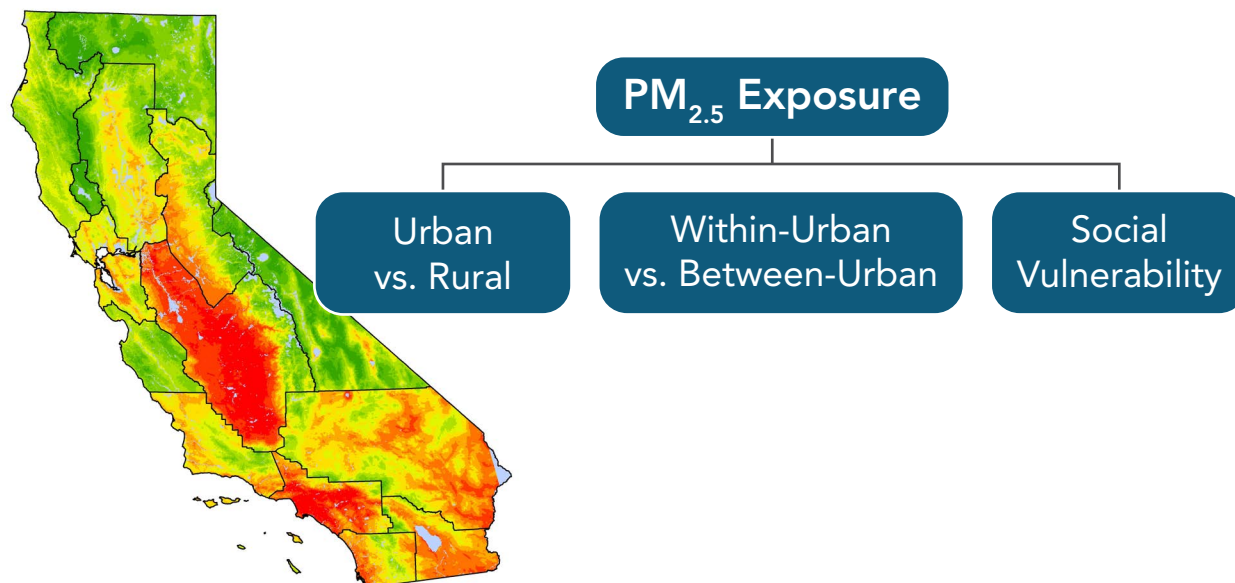 PM2.5 Exposure
Urban
vs. Rural
Within-Urban
vs. Between-Urban
Social
Vulnerability